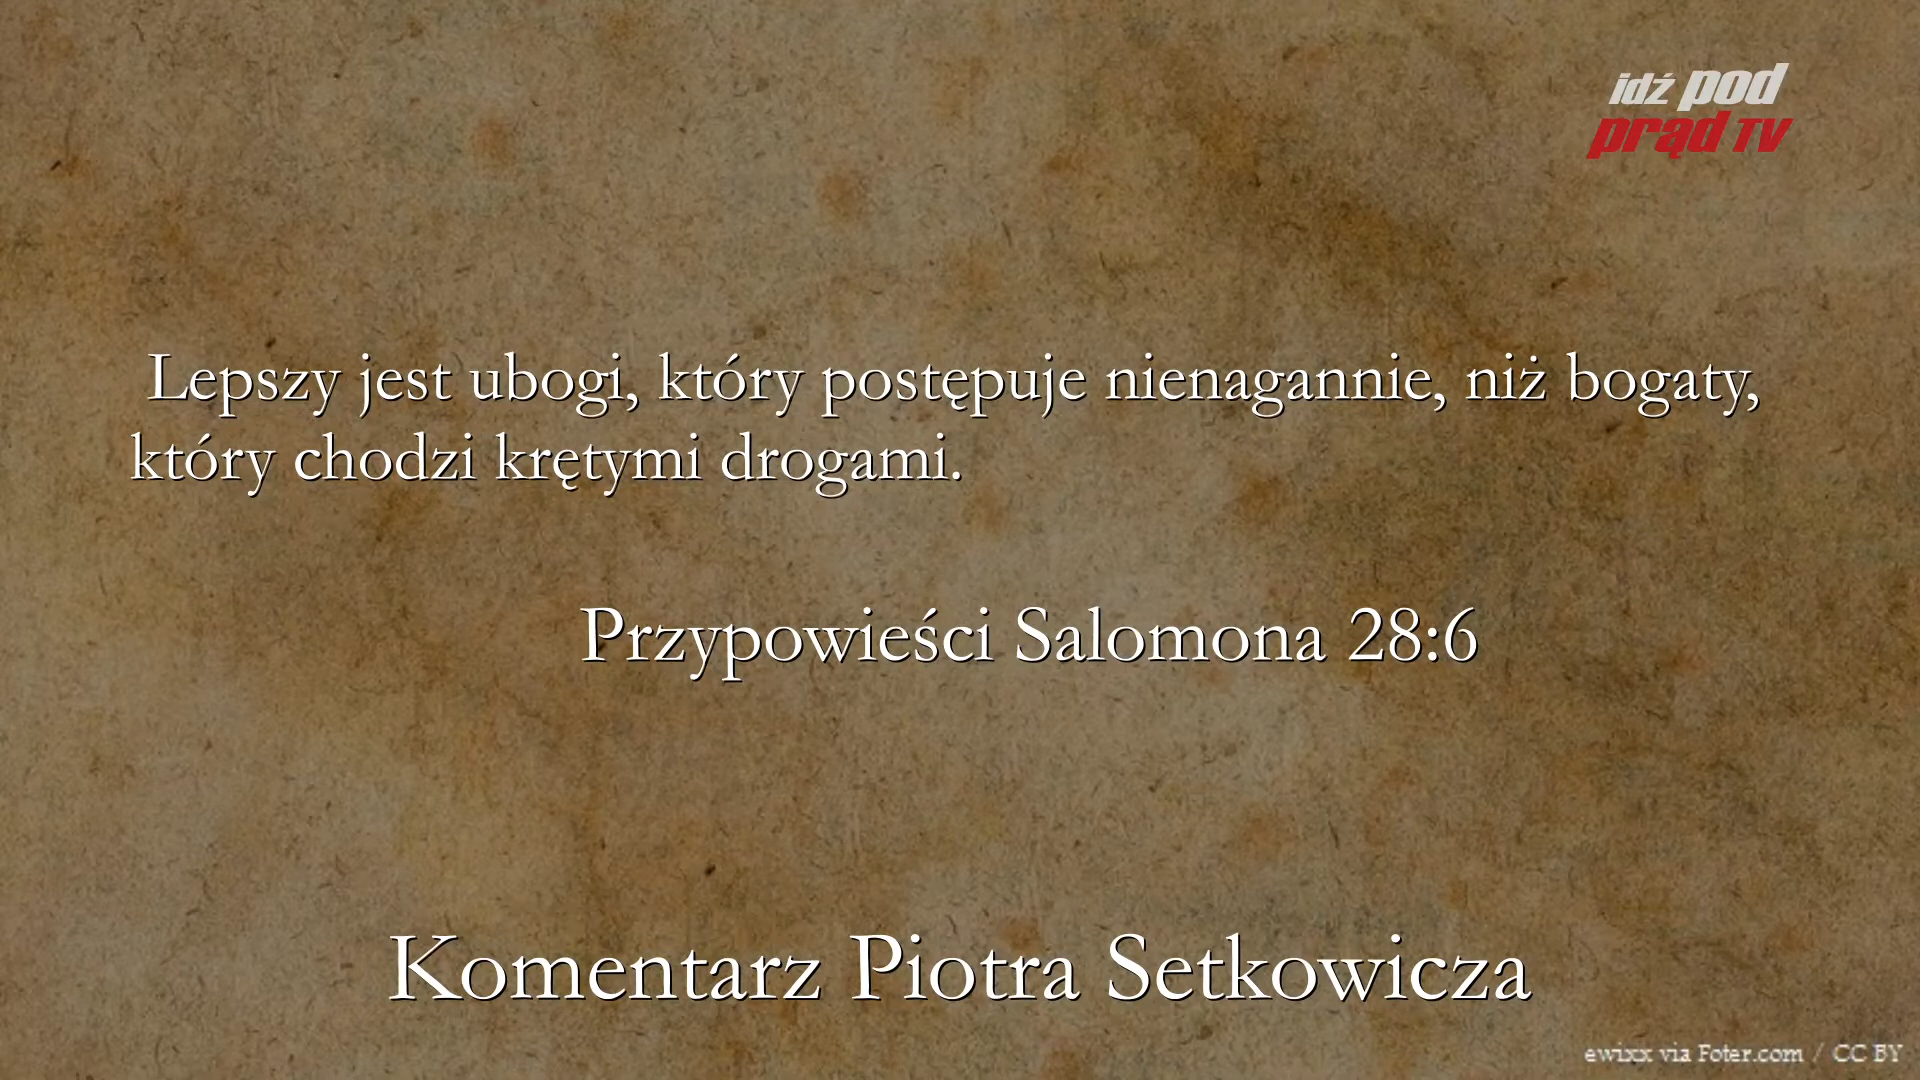 idź pod
prąd TV
Lepszy jest ubogi, który postępuje nienagannie, niż bogaty,
który chodzi krętymi drogami.
Przypowieści Salomona 28:6
Komentarz Piotra Setkowicza
ewixx via Foter.com / CC BY